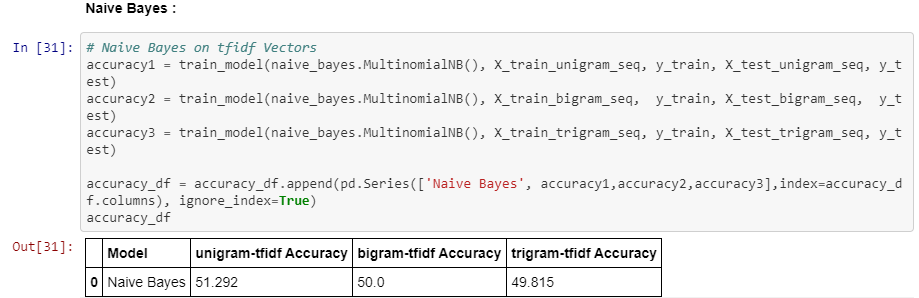 Naive Bayes :
In [31]: # Naive Bayes on tfidf Vectors
accuracy1 = train_model(naive_bayes.MultinomialNB(), X_train_unigram_seq, y_train, X_test_unigram_seq, y_t
est)
accuracy2 = train_model(naive_bayes.MultinomialNB(), X_train_bigram_seq,  y_train, X_test_bigram_seq,  y_t
est)
accuracy3 = train_model(naive_bayes.MultinomialNB(), X_train_trigram_seq, y_train, X_test_trigram_seq, y_t
est)
accuracy_df = accuracy_df.append(pd.Series(['Naive Bayes', accuracy1,accuracy2,accuracy3],index=accuracy_d
f.columns), ignore_index=True)
accuracy_df
Out[31]:
Model unigram-tfidf Accuracy bigram-tfidf Accuracy trigram-tfidf Accuracy
0 Naive Bayes 51.292 50.0 49.815